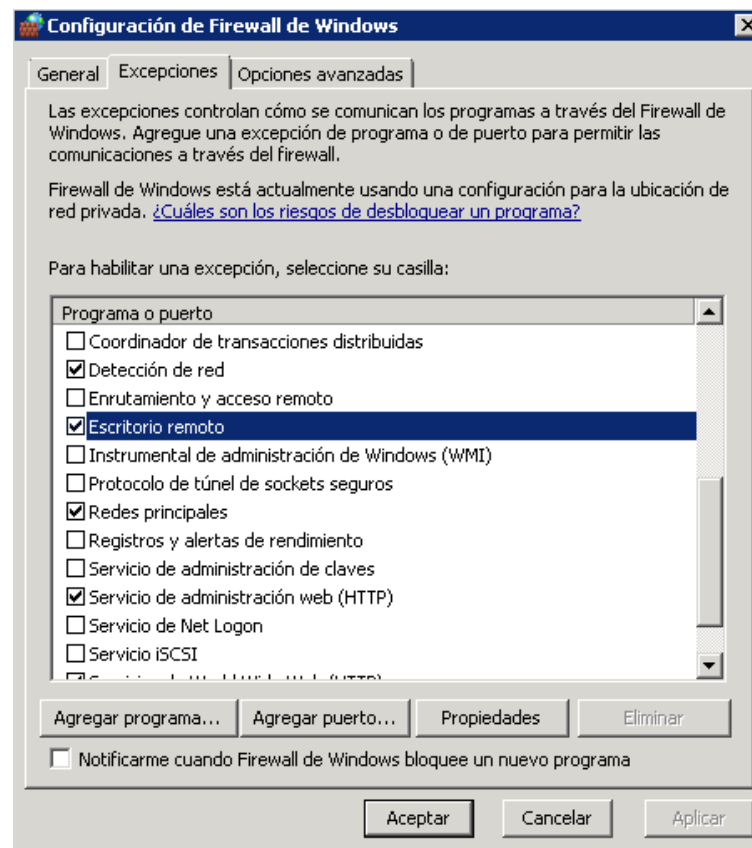 Configuración de Firewall de Windows
General Excepciones Opciones avanzadas
Las excepciones controlan cómo se comunican los programas a través del Firewall de
Windows. Agregue una excepción de programa o de puerto para permitir las
comunicaciones a través del firewall.
Firewall de Windows está actualmente usando una configuración para la ubicación de
red privada. ¿Cuáles son los riesgos de desbloquear un programa?
Para habilitar una excepción, seleccione su casilla:
Programa o puerto
Coordinador de transacciones distribuidas
Detección de red
Enrutamiento y acceso remoto
Escritorio remoto
Instrumental de administración de Windows (WMI)
Protocolo de túnel de sockets seguros
Redes principales
Registros y alertas de rendimiento
Servicio de administración de claves
Servicio de administración web (HTTP)
Servicio de Net Logon
Servicio iSCSI
Agregar programa... Agregar puerto... Propiedades Eliminar
Notificarme cuando Firewall de Windows bloquee un nuevo programa
Aceptar Cancelar Aplicar